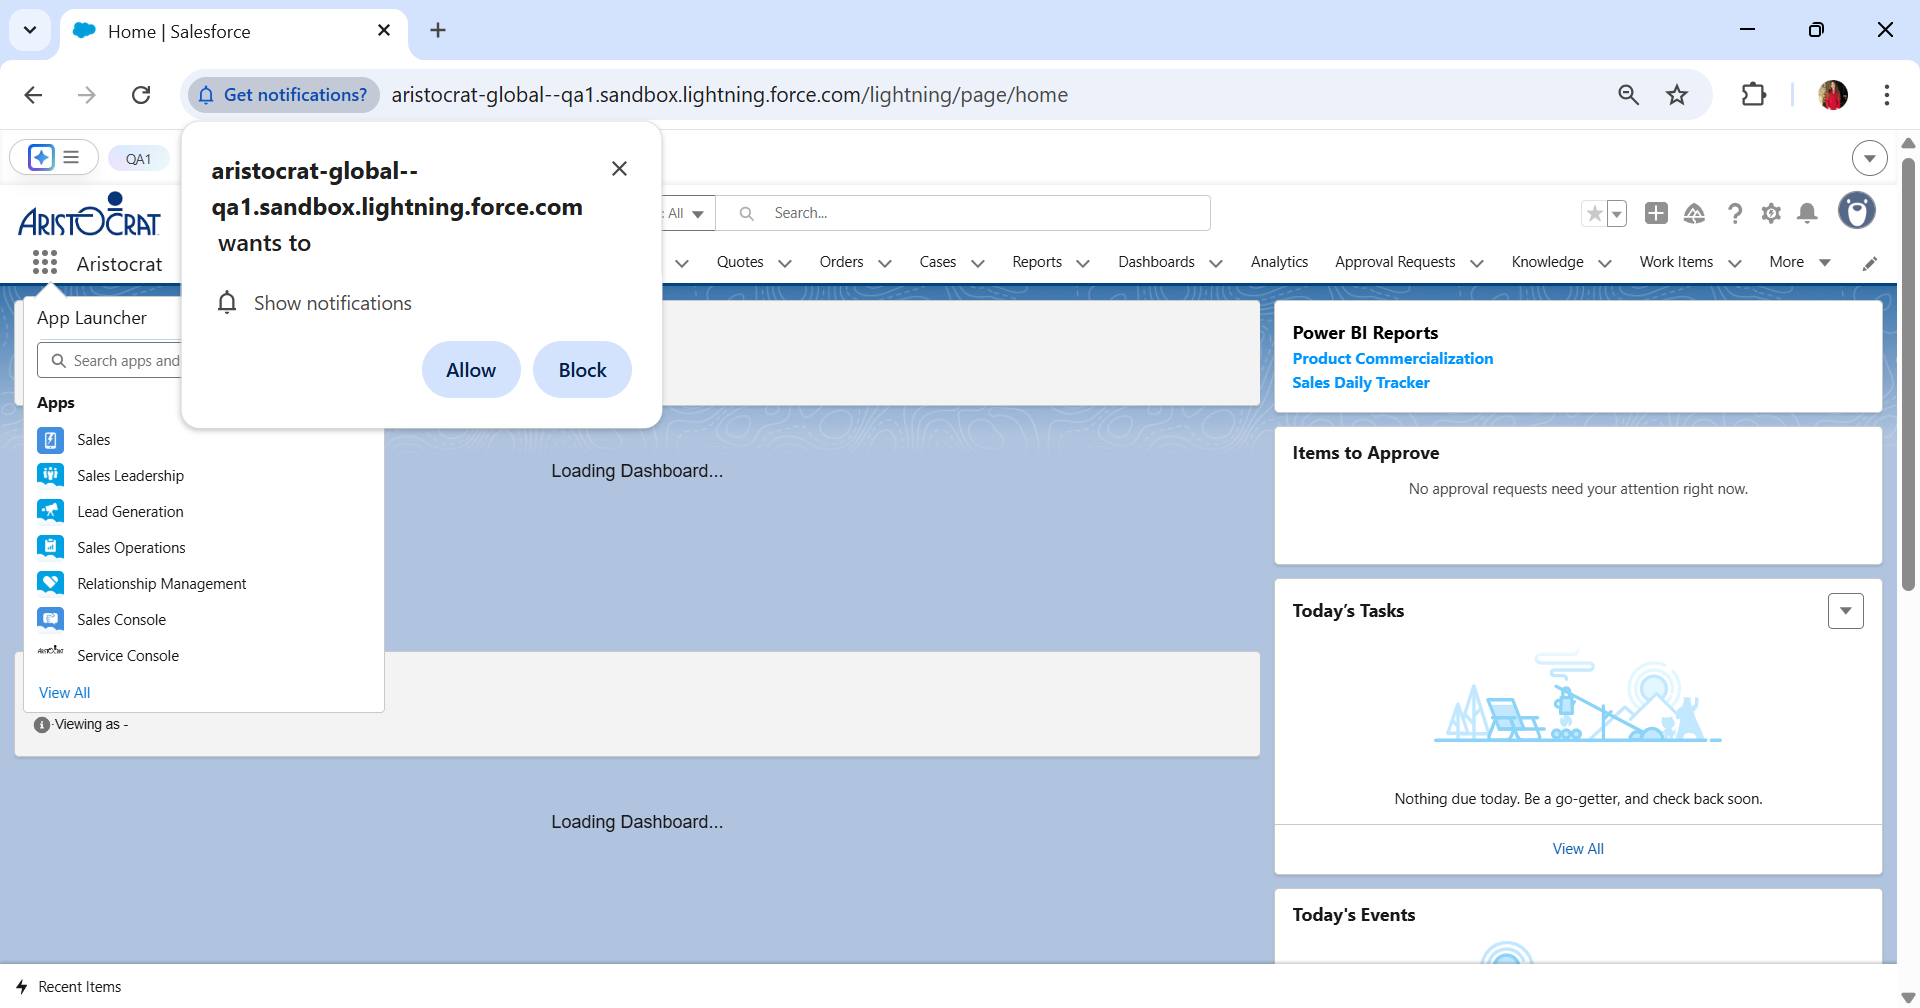 Home | Salesforce
Get notifications?
aristocrat-global--qa1.sandbox.lightning.force.com/lightning/page/home
QA1
aristocrat-global--
qa1.sandbox.lightning.force.com
wants to
Show notifications
Allow
Block
ARISTOCRAT
: All
Search...
Aristocrat
Quotes
Orders
Cases
Reports
Dashboards
Analytics
Approval Requests
Knowledge
Work Items
More
App Launcher
Search apps and
Apps
Sales
Sales Leadership
Lead Generation
Sales Operations
Relationship Management
Sales Console
ARISTOCRAT
Service Console
View All
Viewing as -
Loading Dashboard...
Loading Dashboard...
Power BI Reports
Product Commercialization
Sales Daily Tracker
Items to Approve
No approval requests need your attention right now.
Today's Tasks
Nothing due today. Be a go-getter, and check back soon.
View All
Today's Events
Recent Items